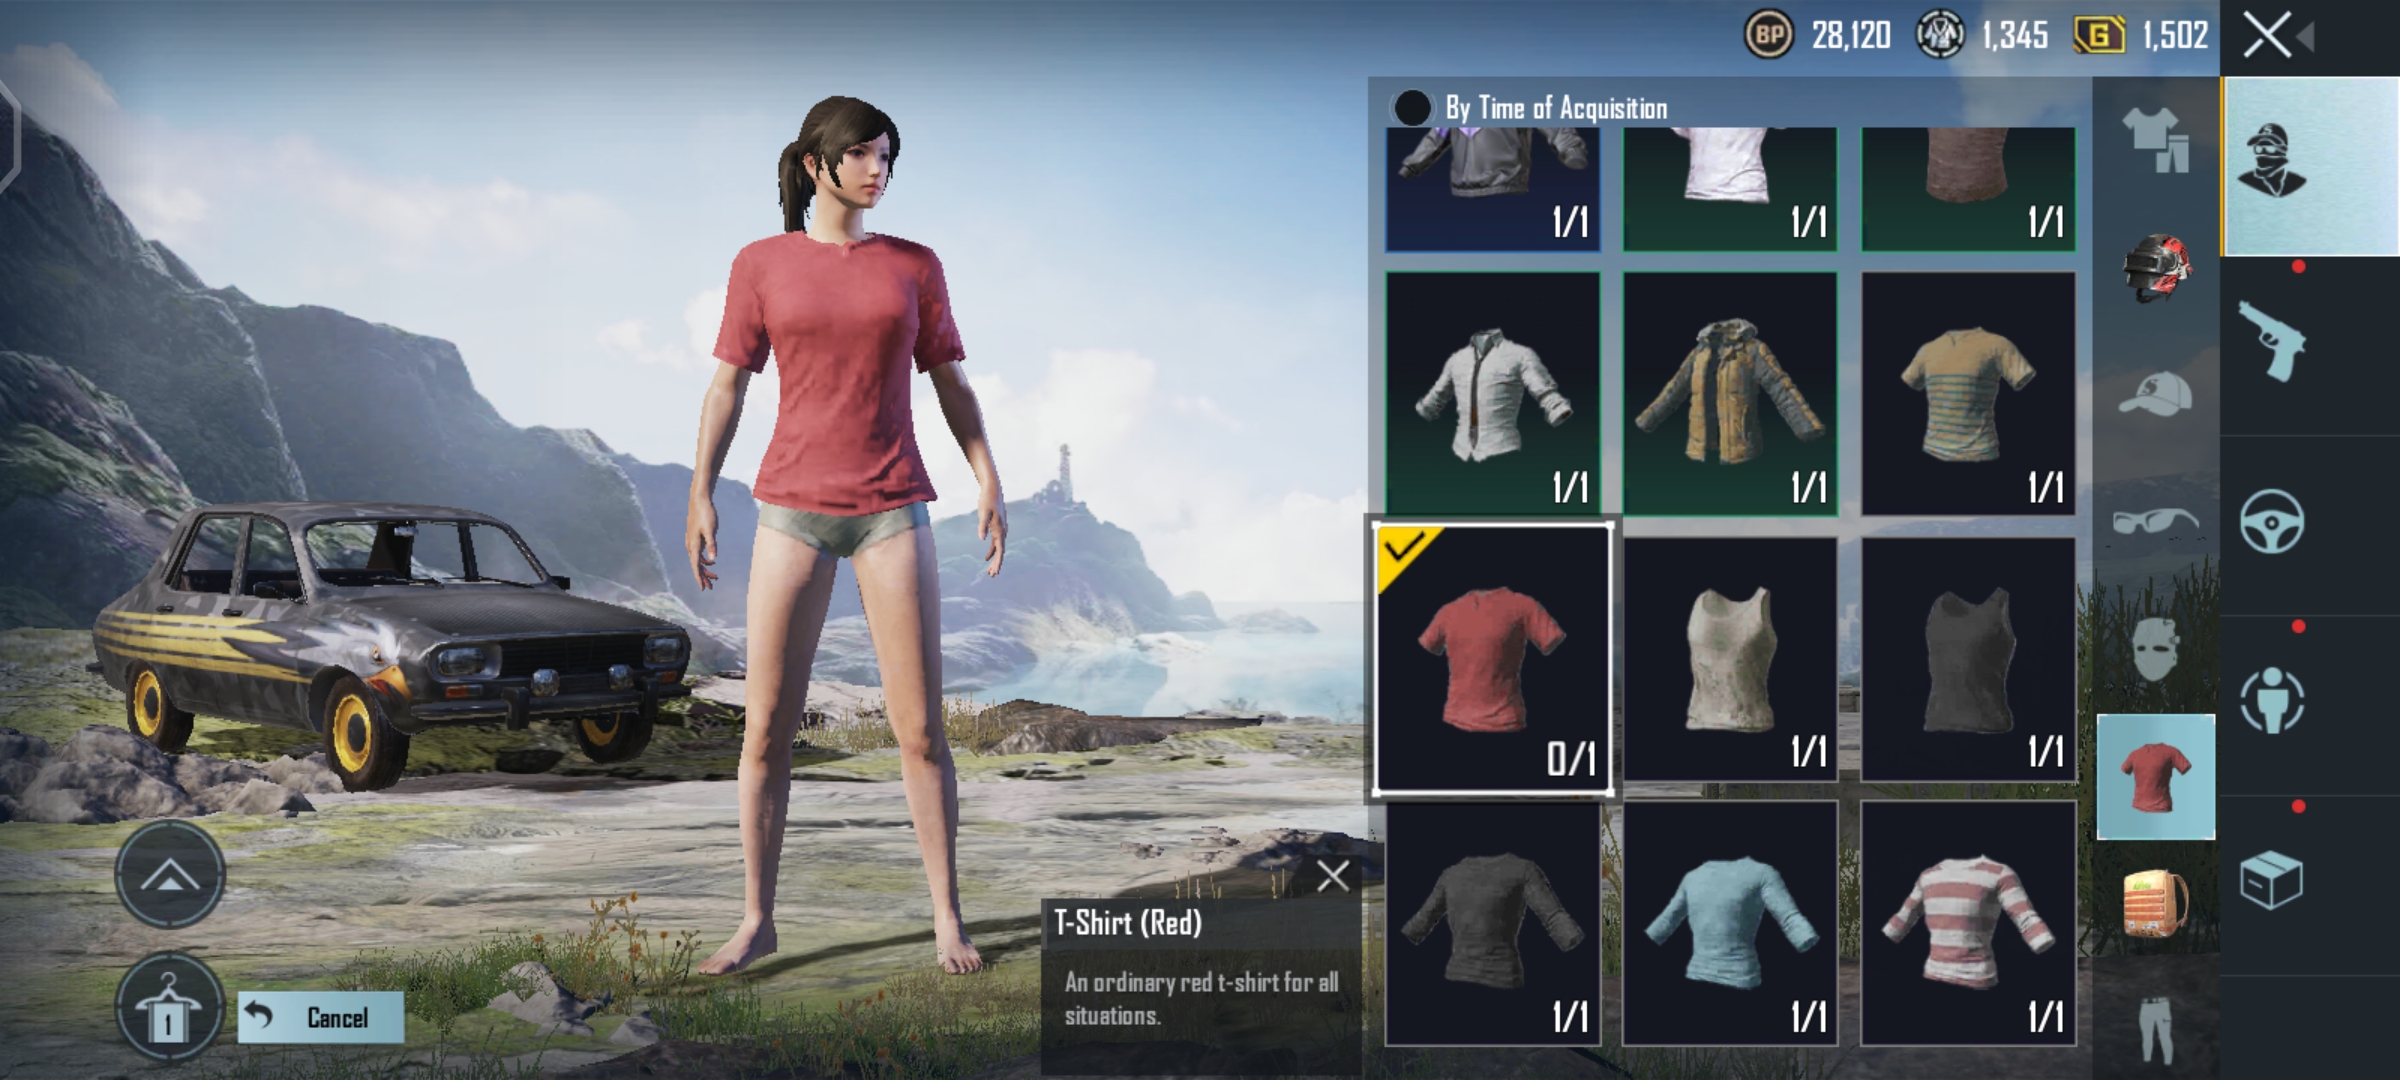 BP 28,120 1,345 G 1,502
By Time of Acquisition
1/1 1/1 1/1
1/1 1/1 1/1
0/1 1/1 1/1
1/1 1/1 1/1
T-Shirt (Red)
An ordinary red t-shirt for all
situations.
1
Cancel